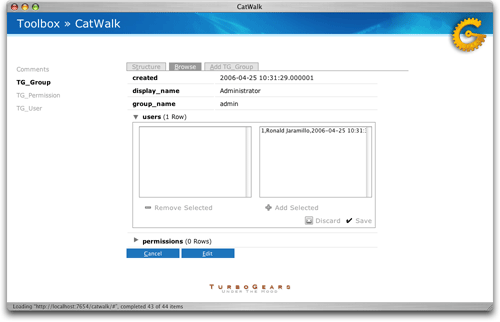 CatWalk
Toolbox » CatWalk
Comments
TG_Group
TG_Permission
TG_User
Structure Browse Add TG_Group
created 2006-04-25 10:31:29.000001
display_name Administrator
group_name admin
users (1 Row)
1,Ronald Jaramillo,2006-04-25 10:31:
Remove Selected Add Selected
Discard Save
permissions (0 Rows)
Cancel Edit
TURBOGEARS
UNDER THE HOOD
Loading "http://localhost:7654/catwalk/#", completed 43 of 44 items